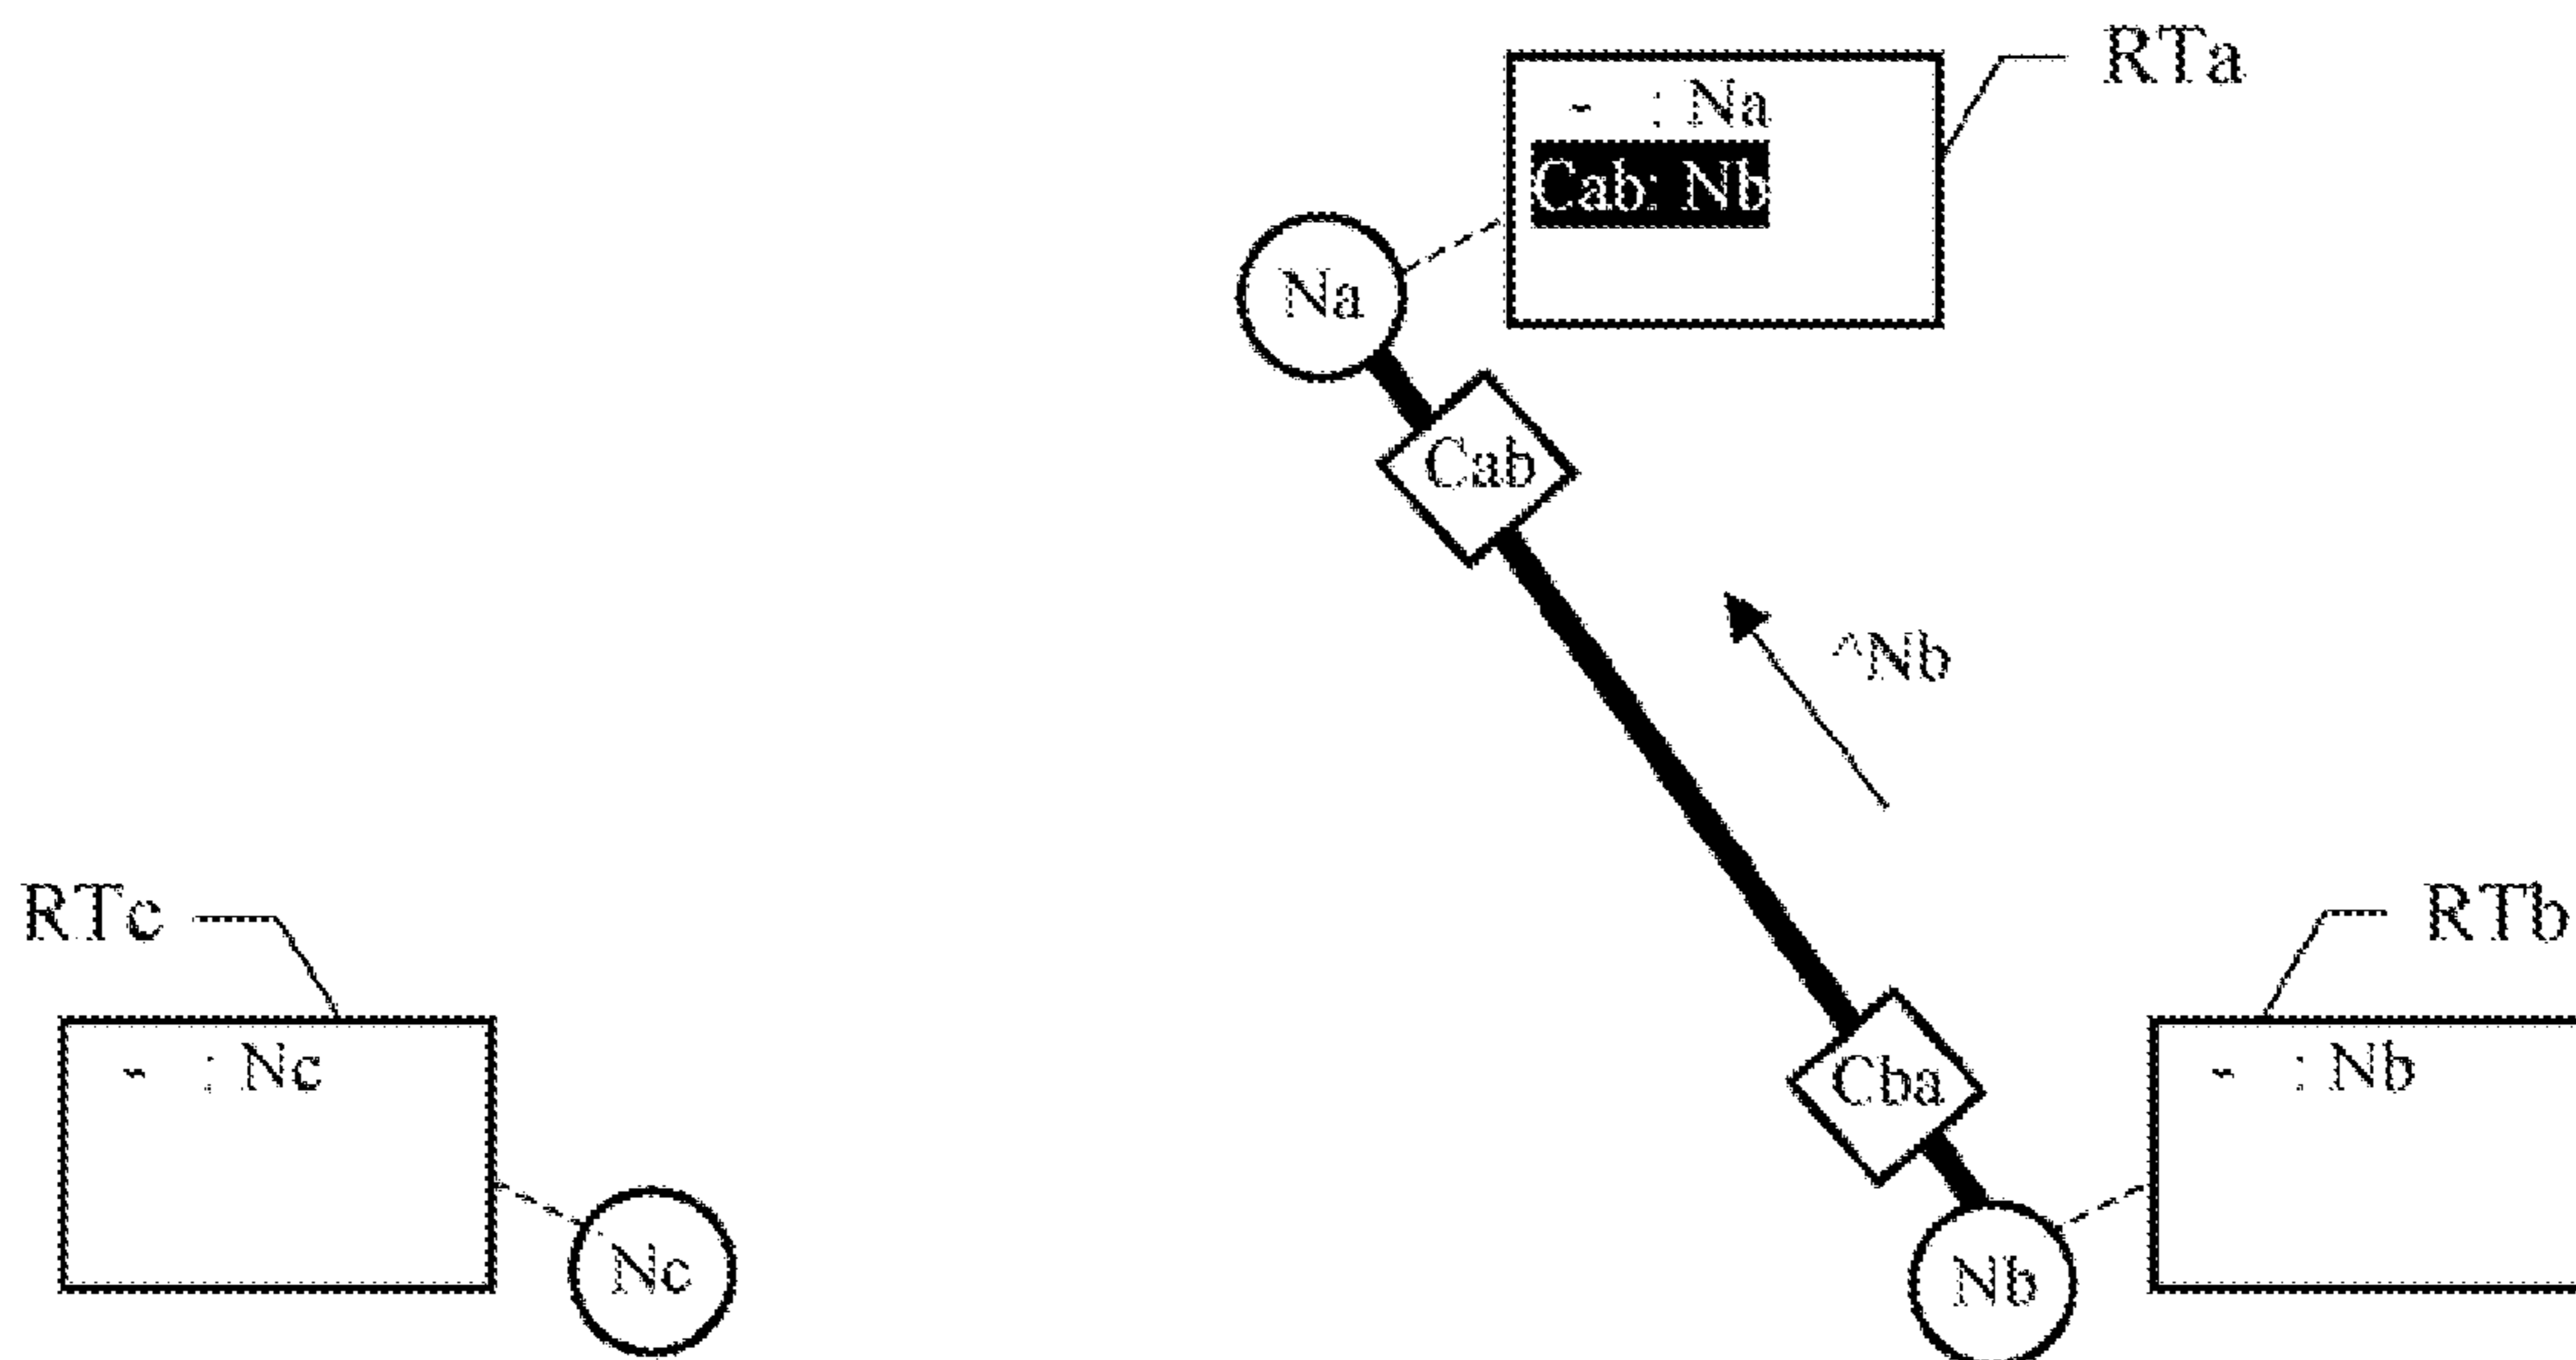 RTa
- : Na
Cab: Nb
Na
Cab
^Nb
RTc
RTb
- : Nc
- : Nb
Cba
Nc
Nb